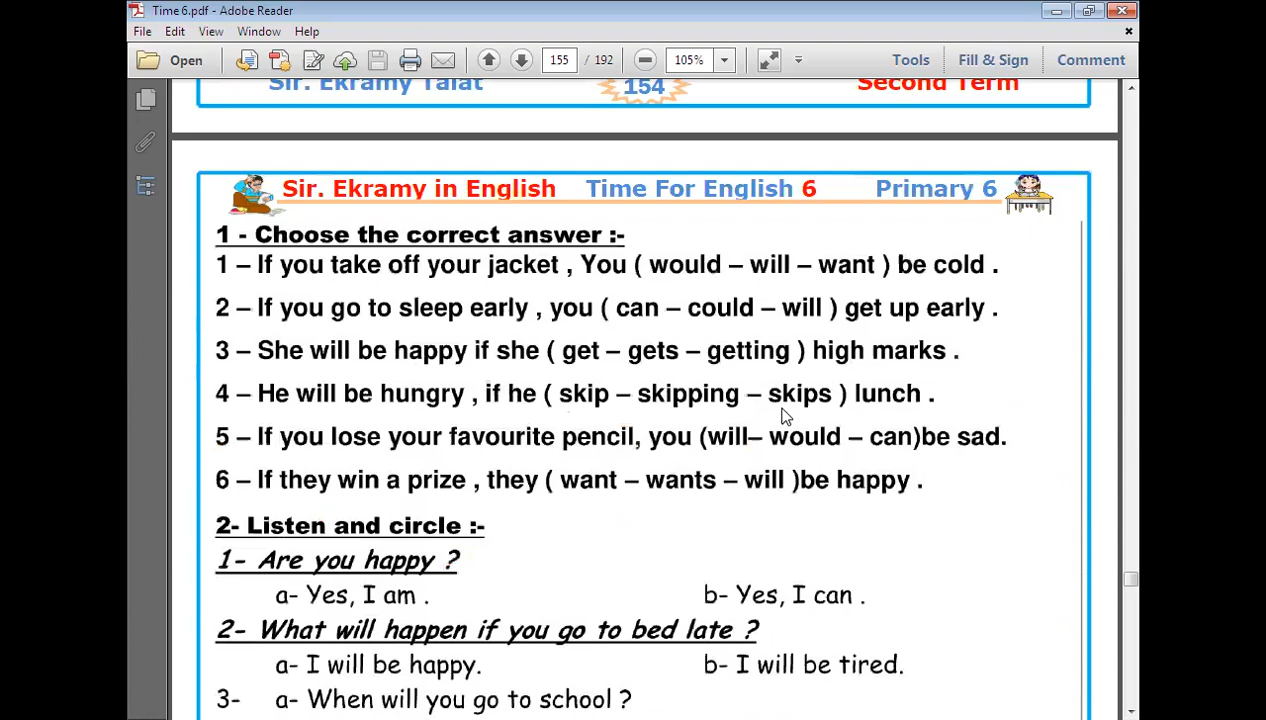 Time 6.pdf - Adobe Reader
File Edit View Window Help
Open 155 / 192 105% Tools Fill & Sign Comment
Sir. Ekramy Talat 154 Second Term
Sir. Ekramy in English Time For English 6 Primary 6
1 - Choose the correct answer :-
1 – If you take off your jacket , You ( would – will – want ) be cold .
2 – If you go to sleep early , you ( can – could – will ) get up early .
3 – She will be happy if she ( get – gets – getting ) high marks .
4 – He will be hungry , if he ( skip – skipping – skips ) lunch .
5 – If you lose your favourite pencil, you (will– would – can)be sad.
6 – If they win a prize , they ( want – wants – will )be happy .
2- Listen and circle :-
1- Are you happy ?
a- Yes, I am . b- Yes, I can .
2- What will happen if you go to bed late ?
a- I will be happy. b- I will be tired.
3- a- When will you go to school ?